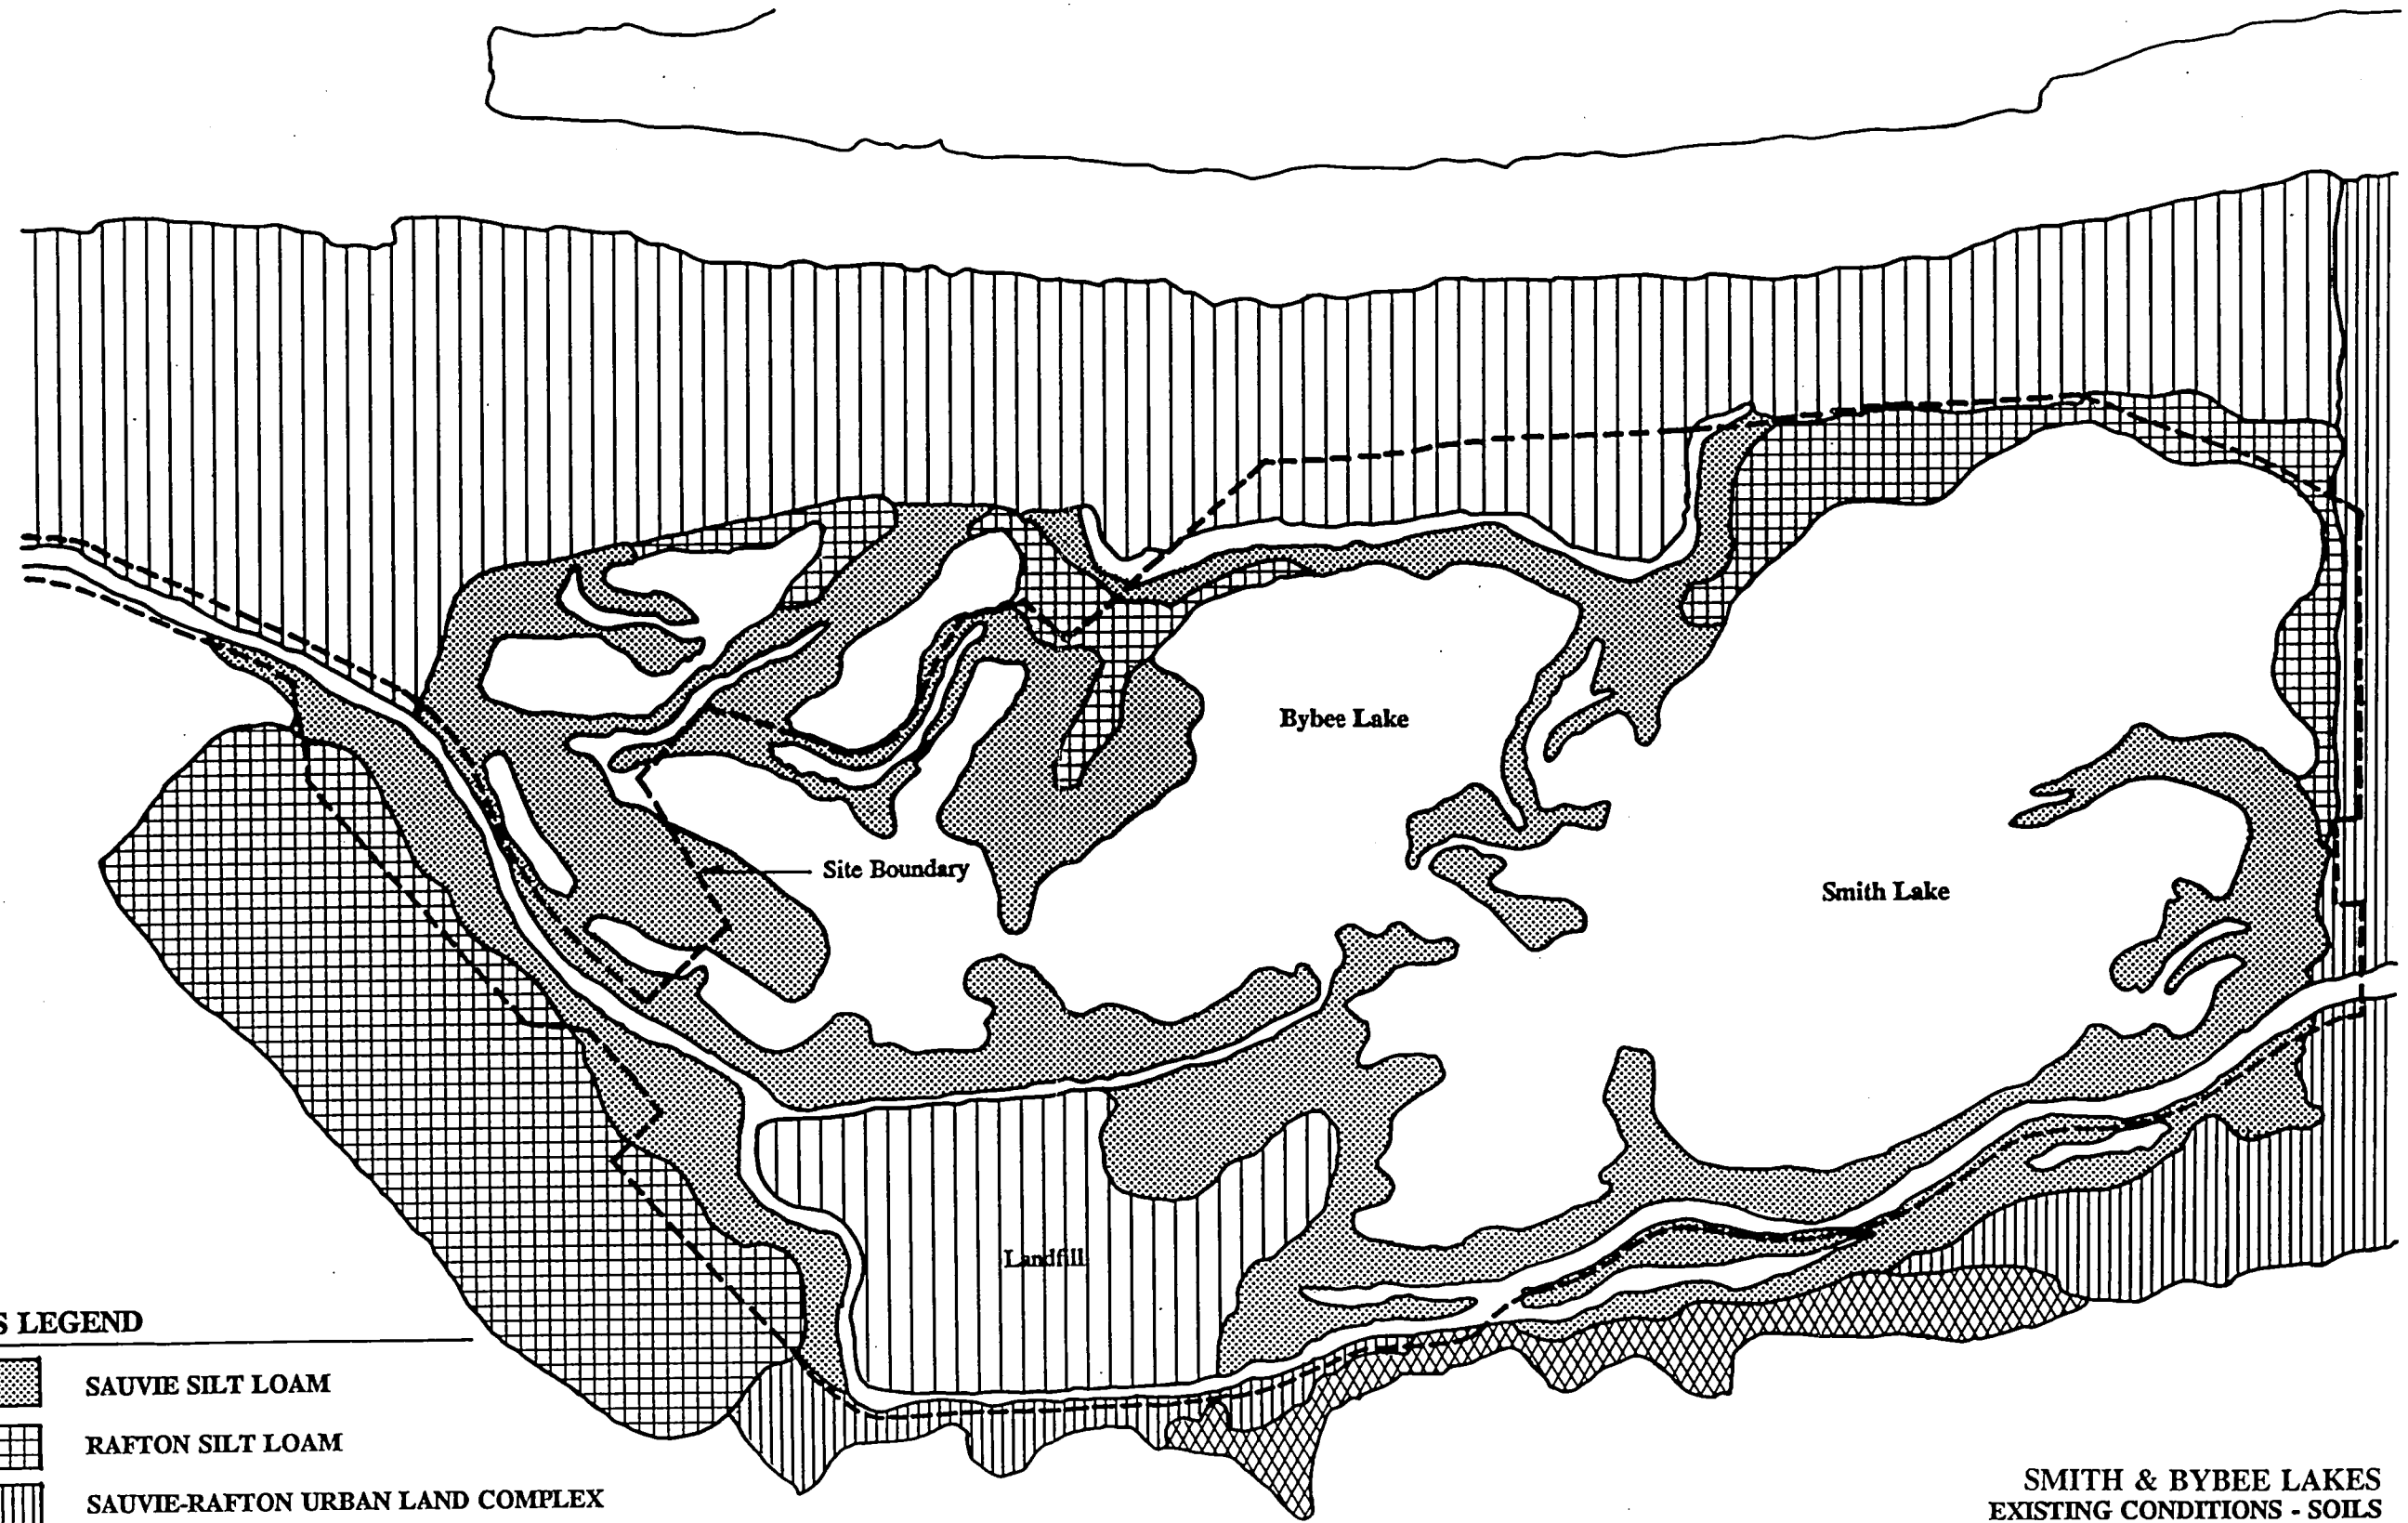 Bybee Lake
Site Boundary
Smith Lake
Landfill
S LEGEND
SAUVIE SILT LOAM
RAFTON SILT LOAM
SAUVIE-RAFTON URBAN LAND COMPLEX
SMITH & BYBEE LAKES
EXISTING CONDITIONS - SOILS